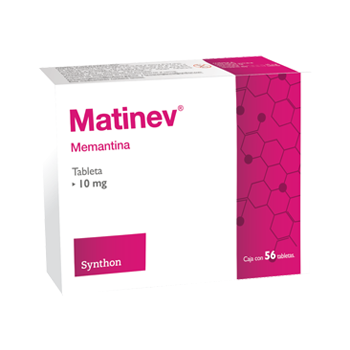 Matinev®
Memantina
Tableta
▸ 10 mg
Synthon
Caja con 56 tabletas